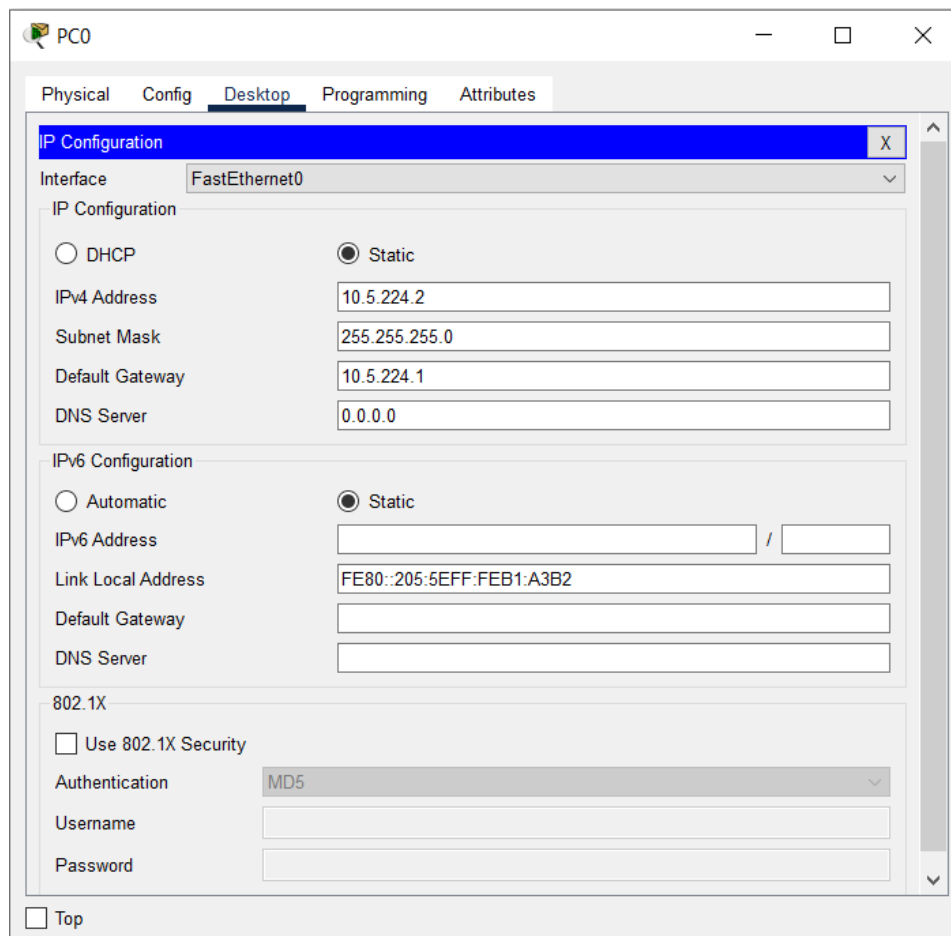 PC0
Physical Config Desktop Programming Attributes
IP Configuration X
Interface FastEthernet0
IP Configuration
DHCP Static
IPv4 Address 10.5.224.2
Subnet Mask 255.255.255.0
Default Gateway 10.5.224.1
DNS Server 0.0.0.0
IPv6 Configuration
Automatic Static
IPv6 Address /
Link Local Address FE80::205:5EFF:FEB1:A3B2
Default Gateway
DNS Server
802.1X
Use 802.1X Security
Authentication MD5
Username
Password
Top